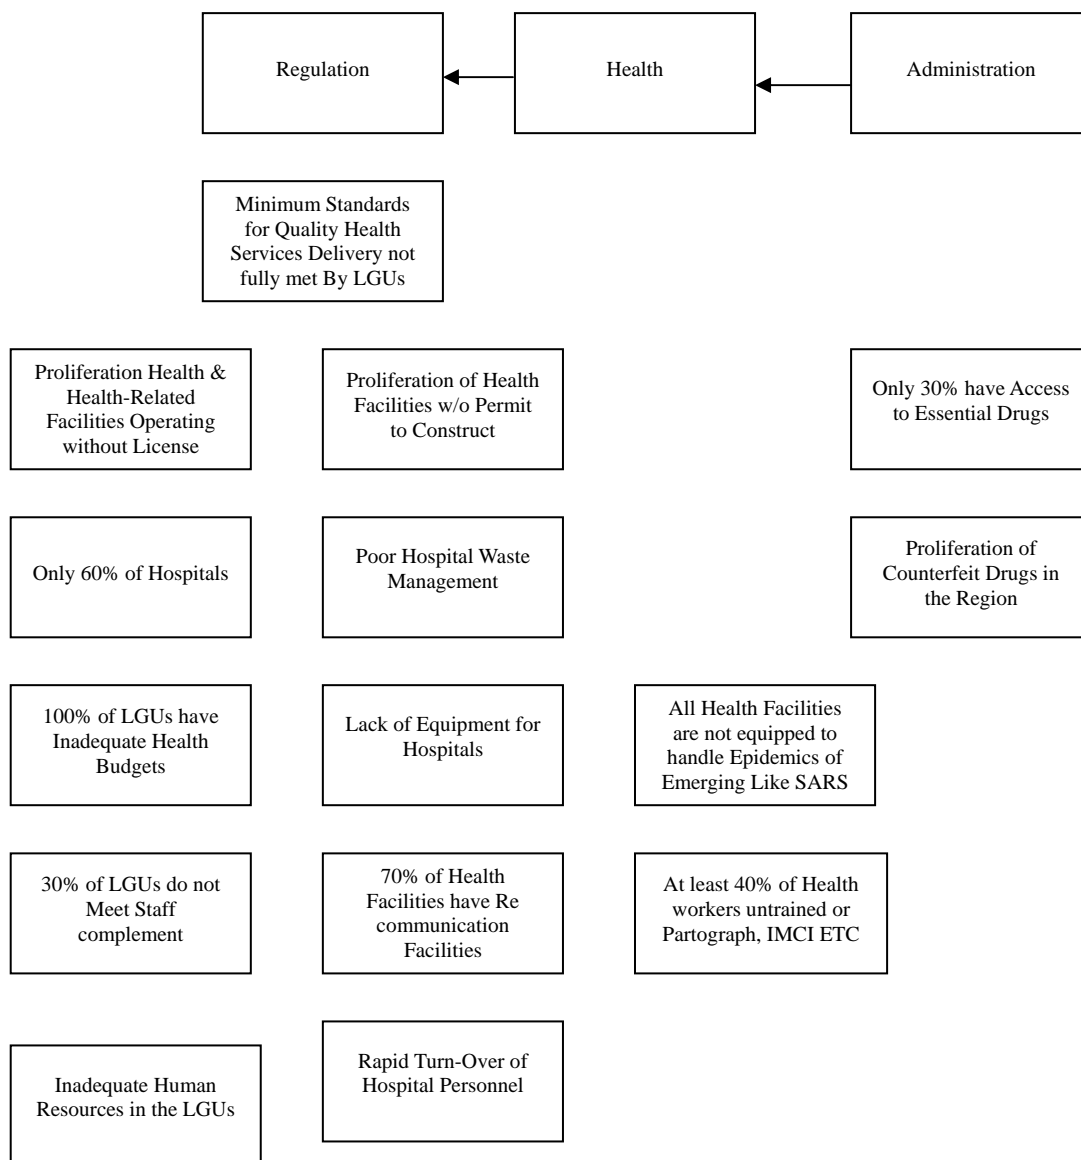 Regulation
Health
Administration
Minimum Standards
for Quality Health
Services Delivery not
fully met By LGUs
Proliferation Health &
Health-Related
Facilities Operating
without License
Proliferation of Health
Facilities w/o Permit
to Construct
Only 30% have Access
to Essential Drugs
Only 60% of Hospitals
Poor Hospital Waste
Management
Proliferation of
Counterfeit Drugs in
the Region
100% of LGUs have
Inadequate Health
Budgets
Lack of Equipment for
Hospitals
All Health Facilities
are not equipped to
handle Epidemics of
Emerging Like SARS
30% of LGUs do not
Meet Staff
complement
70% of Health
Facilities have Re
communication
Facilities
At least 40% of Health
workers untrained or
Partograph, IMCI ETC
Inadequate Human
Resources in the LGUs
Rapid Turn-Over of
Hospital Personnel